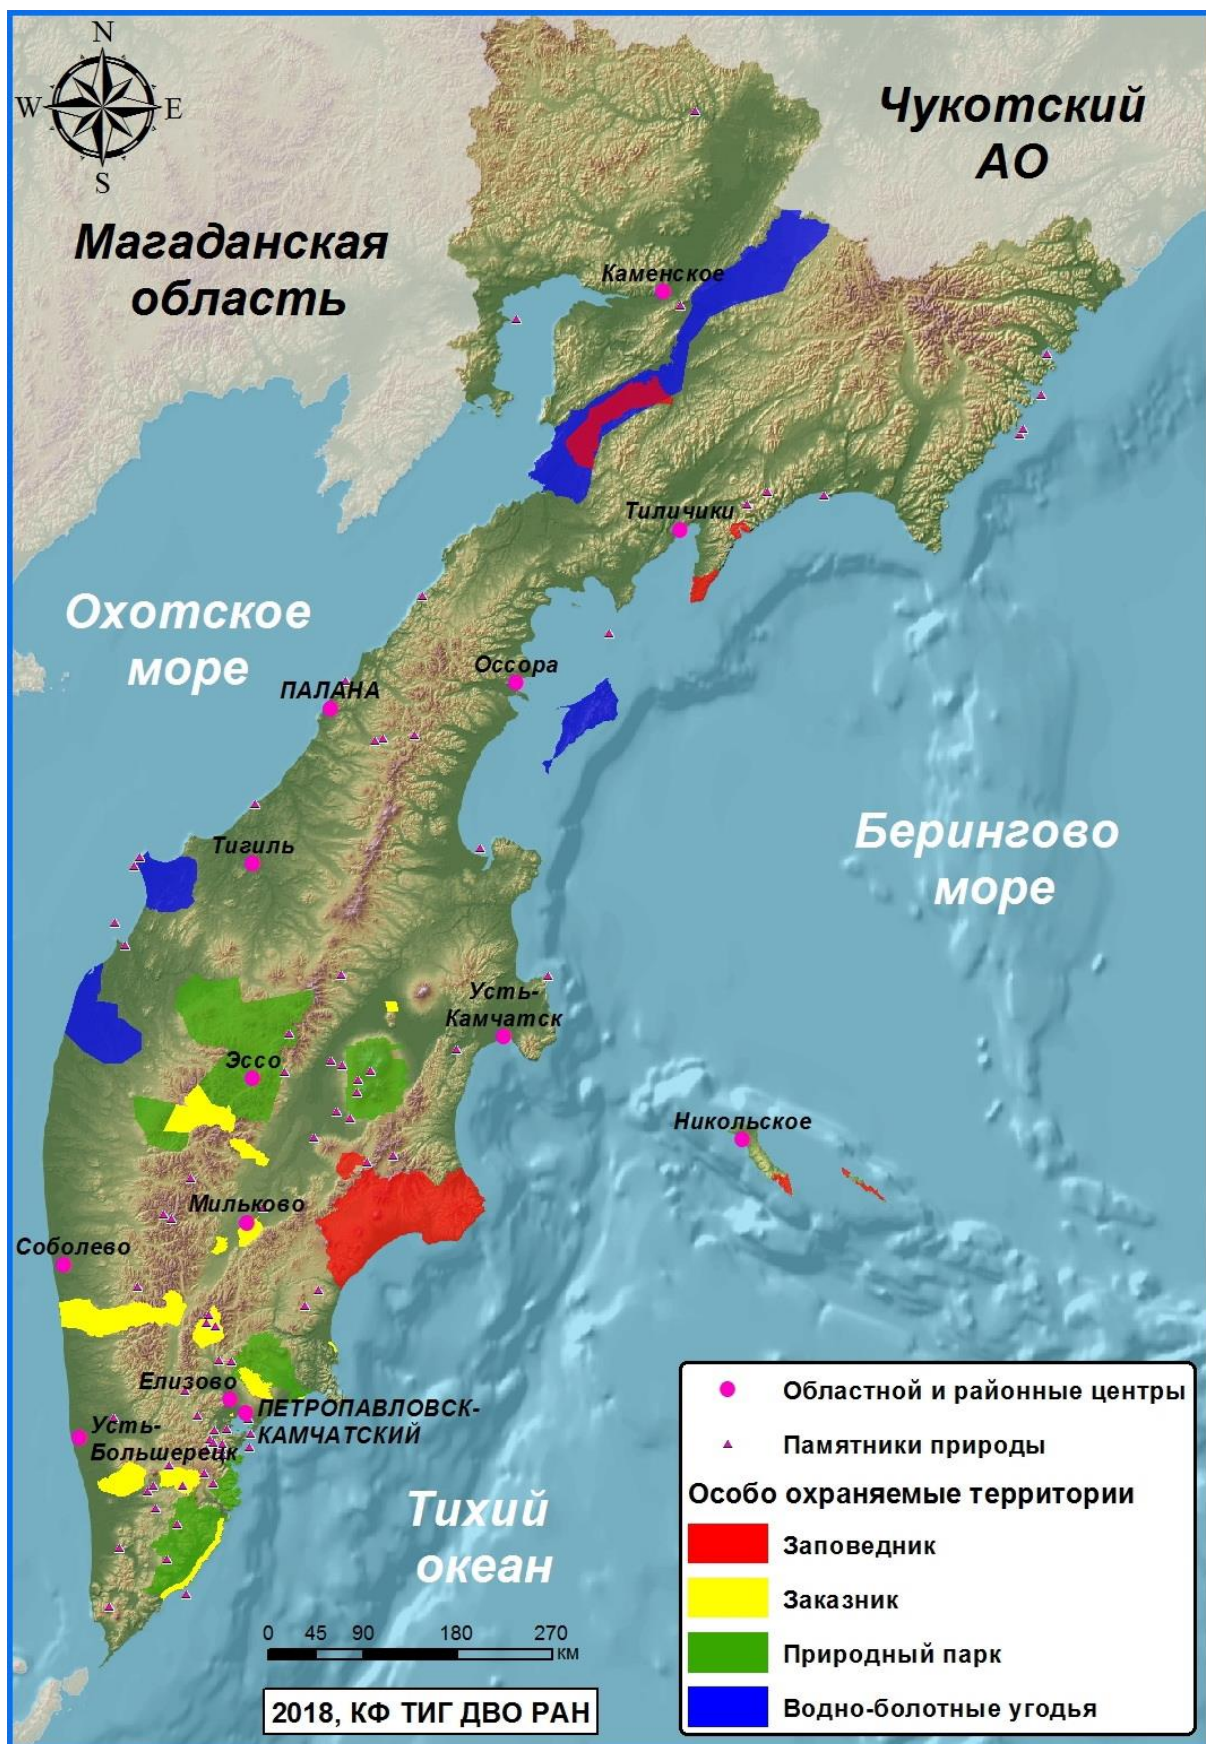 N
W E
S
Чукотский
АО
Магаданская
область
Каменское
Тиличики
Охотское
море
Оссора
ПАЛАНА
Берингово
море
Тигиль
Усть-
Камчатск
Эссо
Никольское
Мильково
Соболево
Елизово
ПЕТРОПАВЛОВСК-
КАМЧАТСКИЙ
Усть-
Большерецк
Тихий
океан
0 45 90 180 270
км
2018, КФ ТИГ ДВО РАН
Областной и районные центры
Памятники природы
Особо охраняемые территории
Заповедник
Заказник
Природный парк
Водно-болотные угодья